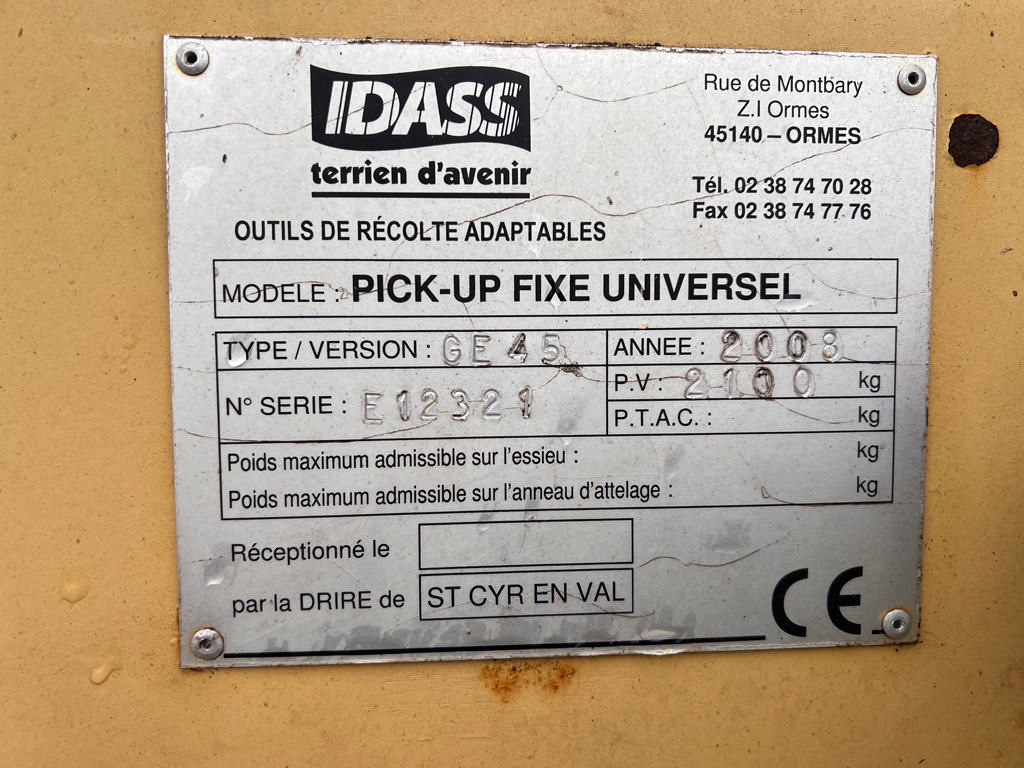 IDASS
terrien d'avenir
Rue de Montbary
Z.I Ormes
45140 – ORMES
Tél. 02 38 74 70 28
Fax 02 38 74 77 76
OUTILS DE RÉCOLTE ADAPTABLES
MODELE : PICK-UP FIXE UNIVERSEL
TYPE / VERSION : GE 45
ANNEE : 2008
N° SERIE : E12321
P.V : 2100 kg
P.T.A.C. : kg
Poids maximum admissible sur l'essieu : kg
Poids maximum admissible sur l'anneau d'attelage : kg
Réceptionné le
par la DRIRE de ST CYR EN VAL
CE